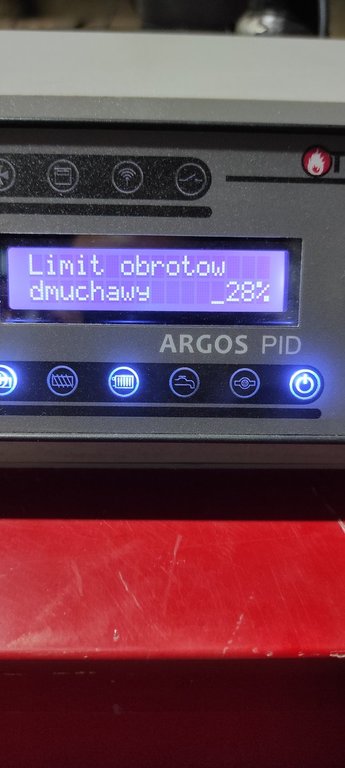 Limit obrotow
dmuchawy _28%
ARGOS PID